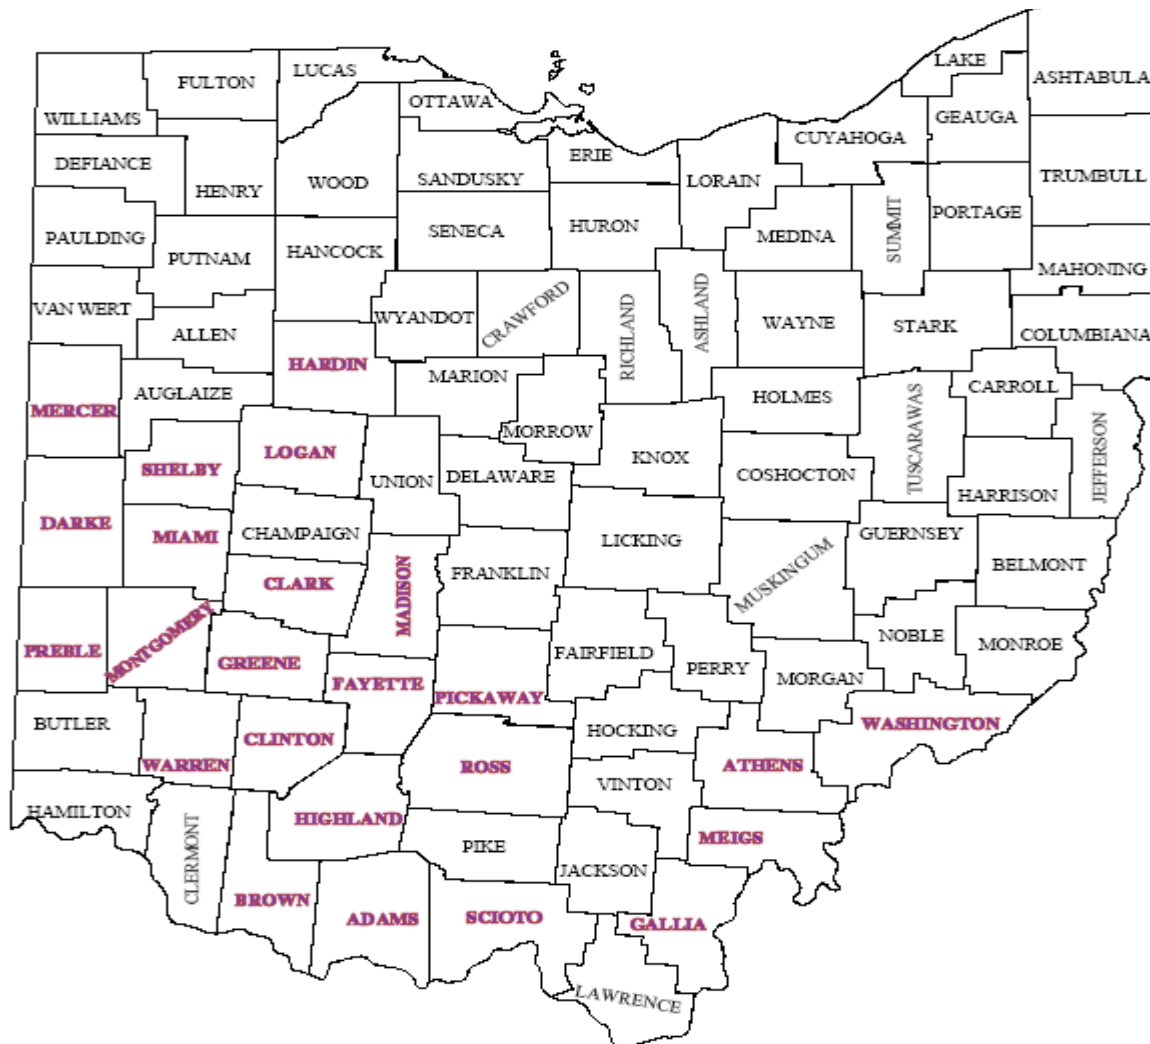 LAKE
LUCAS
ASHTABULA
FULTON
OTTAWA
GEAUGA
WILLIAMS
CUYAHOGA
ERIE
DEFIANCE
TRUMBULL
SANDUSKY
LORAIN
WOOD
HENRY
PORTAGE
SUMMIT
HURON
SENECA
MEDINA
PAULDING
HANCOCK
PUTNAM
MAHONING
VAN WERT
CRAWFORD
ASHLAND
WYANDOT
RICHLAND
WAYNE
STARK
ALLEN
COLUMBIANA
HARDIN
MARION
CARROLL
AUGLAIZE
HOLMES
MERCER
MORROW
TUSCARAWAS
JEFFERSON
LOGAN
KNOX
SHELBY
UNION
DELAWARE
COSHOCTON
HARRISON
DARKE
MIAMI
CHAMPAIGN
LICKING
GUERNSEY
BELMONT
FRANKLIN
CLARK
MADISON
MUSKINGUM
MONTGOMERY
NOBLE
MONROE
PREBLE
GREENE
FAIRFIELD
PERRY
FAYETTE
MORGAN
PICKAWAY
BUTLER
HOCKING
WASHINGTON
CLINTON
WARREN
ROSS
ATHENS
VINTON
HAMILTON
HIGHLAND
MEIGS
CLERMONT
PIKE
JACKSON
BROWN
ADAMS
SCIOTO
GALLIA
LAWRENCE